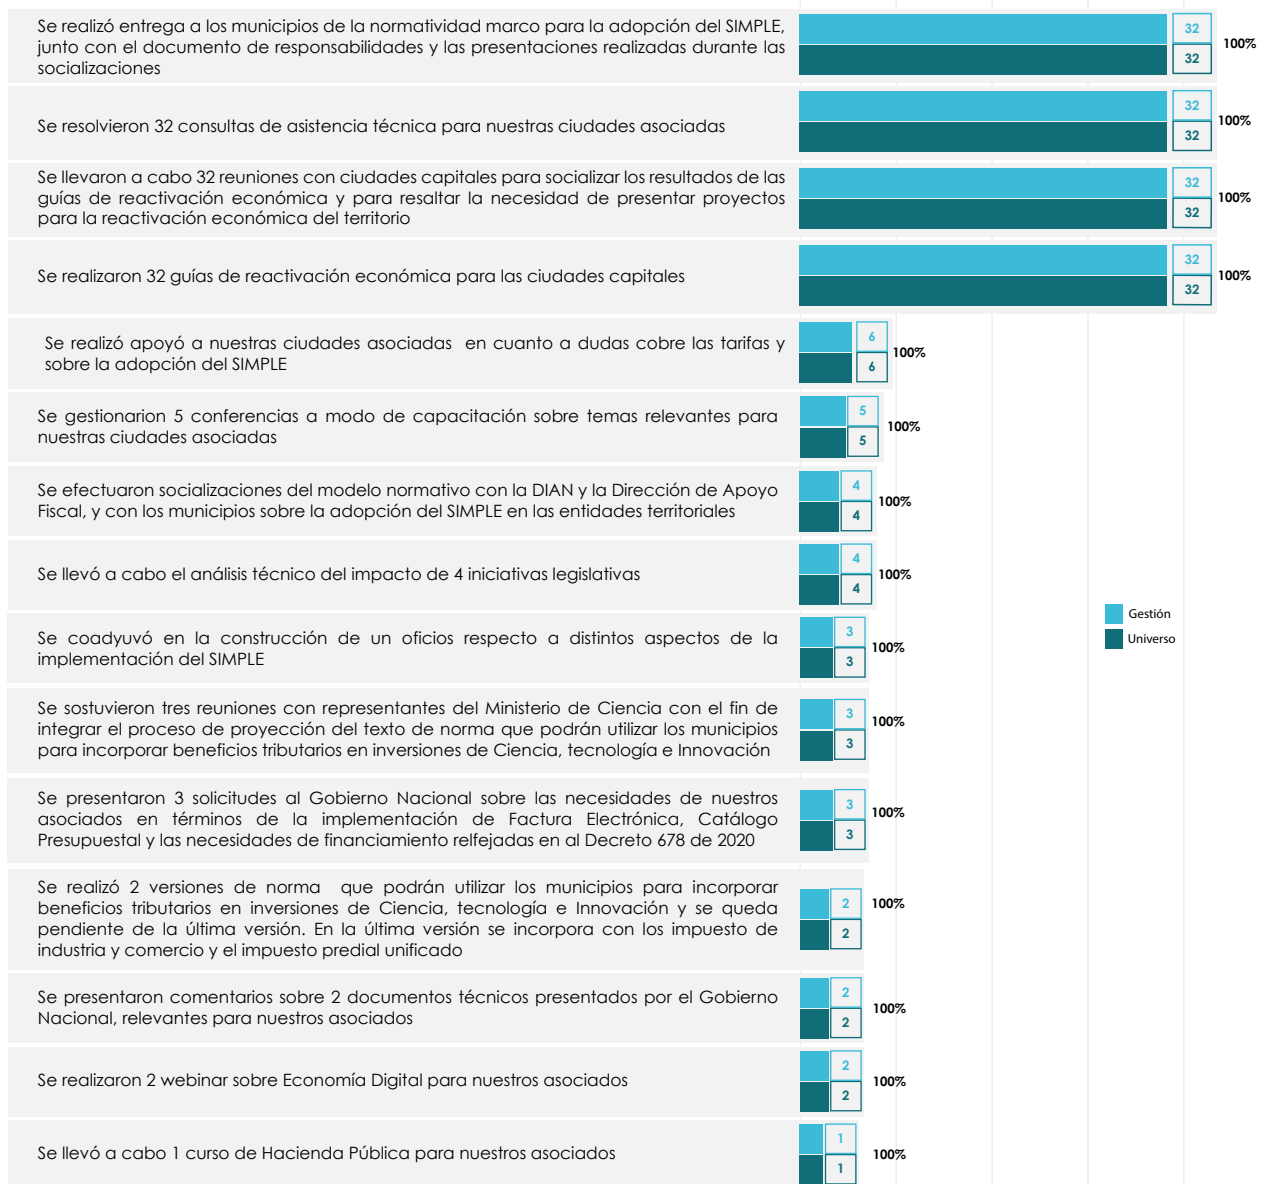 Se realizó entrega a los municipios de la normatividad marco para la adopción del SIMPLE,
junto con el documento de responsabilidades y las presentaciones realizadas durante las
socializaciones
32
32
100%
Se resolvieron 32 consultas de asistencia técnica para nuestras ciudades asociadas
32
32
100%
Se llevaron a cabo 32 reuniones con ciudades capitales para socializar los resultados de las
guías de reactivación económica y para resaltar la necesidad de presentar proyectos
para la reactivación económica del territorio
32
32
100%
Se realizaron 32 guías de reactivación económica para las ciudades capitales
32
32
100%
Se realizó apoyó a nuestras ciudades asociadas en cuanto a dudas cobre las tarifas y
sobre la adopción del SIMPLE
6
6
100%
Se gestionarion 5 conferencias a modo de capacitación sobre temas relevantes para
nuestras ciudades asociadas
5
5
100%
Se efectuaron socializaciones del modelo normativo con la DIAN y la Dirección de Apoyo
Fiscal, y con los municipios sobre la adopción del SIMPLE en las entidades territoriales
4
4
100%
Se llevó a cabo el análisis técnico del impacto de 4 iniciativas legislativas
4
4
100%
Gestión
Universo
Se coadyuvó en la construcción de un oficios respecto a distintos aspectos de la
implementación del SIMPLE
3
3
100%
Se sostuvieron tres reuniones con representantes del Ministerio de Ciencia con el fin de
integrar el proceso de proyección del texto de norma que podrán utilizar los municipios
para incorporar beneficios tributarios en inversiones de Ciencia, tecnología e Innovación
3
3
100%
Se presentaron 3 solicitudes al Gobierno Nacional sobre las necesidades de nuestros
asociados en términos de la implementación de Factura Electrónica, Catálogo
Presupuestal y las necesidades de financiamiento relfejadas en al Decreto 678 de 2020
3
3
100%
Se realizó 2 versiones de norma que podrán utilizar los municipios para incorporar
beneficios tributarios en inversiones de Ciencia, tecnología e Innovación y se queda
pendiente de la última versión. En la última versión se incorpora con los impuesto de
industria y comercio y el impuesto predial unificado
2
2
100%
Se presentaron comentarios sobre 2 documentos técnicos presentados por el Gobierno
Nacional, relevantes para nuestros asociados
2
2
100%
Se realizaron 2 webinar sobre Economía Digital para nuestros asociados
2
2
100%
Se llevó a cabo 1 curso de Hacienda Pública para nuestros asociados
1
1
100%